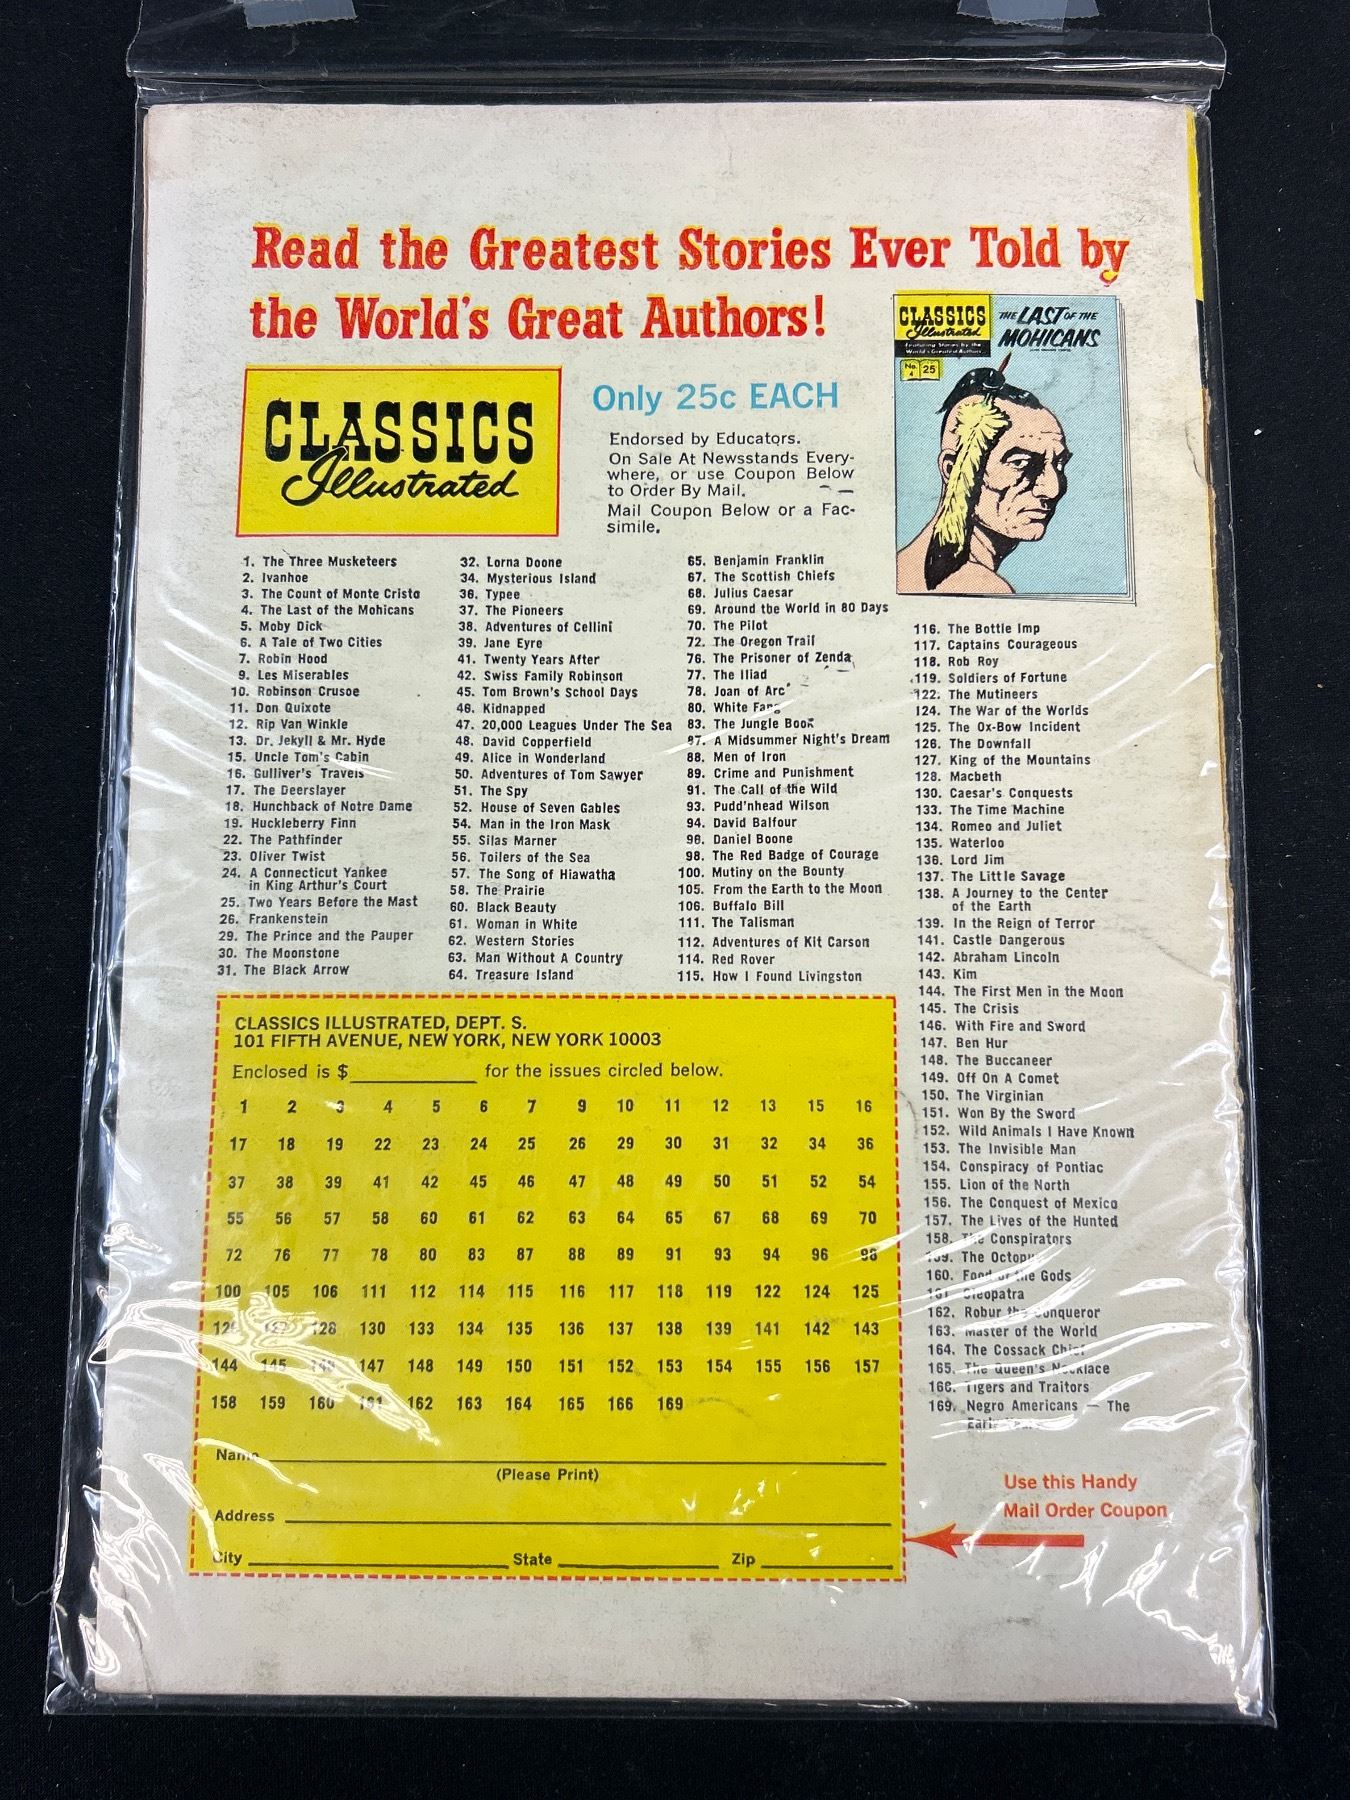 Read the Greatest Stories Ever Told by
the World's Great Authors!
CLASSICS
Illustrated
Only 25c EACH
Endorsed by Educators.
On Sale At Newsstands Every-
where, or use Coupon Below
to Order By Mail.
Mail Coupon Below or a Fac-
simile.
CLASSICS
Illustrated
Featuring Stories by the
World's Greatest Authors
No. 4
25
THE LAST OF THE
MOHICANS
1. The Three Musketeers
2. Ivanhoe
3. The Count of Monte Cristo
4. The Last of the Mohicans
5. Moby Dick
6. A Tale of Two Cities
7. Robin Hood
9. Les Miserables
10. Robinson Crusoe
11. Don Quixote
12. Rip Van Winkle
13. Dr. Jekyll & Mr. Hyde
15. Uncle Tom's Cabin
16. Gulliver's Travels
17. The Deerslayer
18. Hunchback of Notre Dame
19. Huckleberry Finn
22. The Pathfinder
23. Oliver Twist
24. A Connecticut Yankee
in King Arthur's Court
25. Two Years Before the Mast
26. Frankenstein
29. The Prince and the Pauper
30. The Moonstone
31. The Black Arrow
32. Lorna Doone
34. Mysterious Island
36. Typee
37. The Pioneers
38. Adventures of Cellini
39. Jane Eyre
41. Twenty Years After
42. Swiss Family Robinson
45. Tom Brown's School Days
46. Kidnapped
47. 20,000 Leagues Under The Sea
48. David Copperfield
49. Alice in Wonderland
50. Adventures of Tom Sawyer
51. The Spy
52. House of Seven Gables
54. Man in the Iron Mask
55. Silas Marner
56. Toilers of the Sea
57. The Song of Hiawatha
58. The Prairie
60. Black Beauty
61. Woman in White
62. Western Stories
63. Man Without A Country
64. Treasure Island
65. Benjamin Franklin
67. The Scottish Chiefs
68. Julius Caesar
69. Around the World in 80 Days
70. The Pilot
72. The Oregon Trail
76. The Prisoner of Zenda
77. The Iliad
78. Joan of Arc
80. White Fang
83. The Jungle Book
87. A Midsummer Night's Dream
88. Men of Iron
89. Crime and Punishment
91. The Call of the Wild
93. Pudd'nhead Wilson
94. David Balfour
96. Daniel Boone
98. The Red Badge of Courage
100. Mutiny on the Bounty
105. From the Earth to the Moon
106. Buffalo Bill
111. The Talisman
112. Adventures of Kit Carson
114. Red Rover
115. How I Found Livingston
116. The Bottle Imp
117. Captains Courageous
118. Rob Roy
119. Soldiers of Fortune
122. The Mutineers
124. The War of the Worlds
125. The Ox-Bow Incident
126. The Downfall
127. King of the Mountains
128. Macbeth
130. Caesar's Conquests
133. The Time Machine
134. Romeo and Juliet
135. Waterloo
136. Lord Jim
137. The Little Savage
138. A Journey to the Center
of the Earth
139. In the Reign of Terror
141. Castle Dangerous
142. Abraham Lincoln
143. Kim
144. The First Men in the Moon
145. The Crisis
146. With Fire and Sword
147. Ben Hur
148. The Buccaneer
149. Off On A Comet
150. The Virginian
151. Won By the Sword
152. Wild Animals I Have Known
153. The Invisible Man
154. Conspiracy of Pontiac
155. Lion of the North
156. The Conquest of Mexico
157. The Lives of the Hunted
158. The Conspirators
159. The Octopus
160. Food of the Gods
161. Cleopatra
162. Robur the Conqueror
163. Master of the World
164. The Cossack Chief
165. The Queen's Necklace
166. Tigers and Traitors
169. Negro Americans — The
Early Years
CLASSICS ILLUSTRATED, DEPT. S.
101 FIFTH AVENUE, NEW YORK, NEW YORK 10003
Enclosed is $ for the issues circled below.
1 2 3 4 5 6 7 9 10 11 12 13 15 16
17 18 19 22 23 24 25 26 29 30 31 32 34 36
37 38 39 41 42 45 46 47 48 49 50 51 52 54
55 56 57 58 60 61 62 63 64 65 67 68 69 70
72 76 77 78 80 83 87 88 89 91 93 94 96 98
100 105 106 111 112 114 115 116 117 118 119 122 124 125
126 127 128 130 133 134 135 136 137 138 139 141 142 143
144 145 146 147 148 149 150 151 152 153 154 155 156 157
158 159 160 161 162 163 164 165 166 169
Name
(Please Print)
Address
City State Zip
Use this Handy
Mail Order Coupon